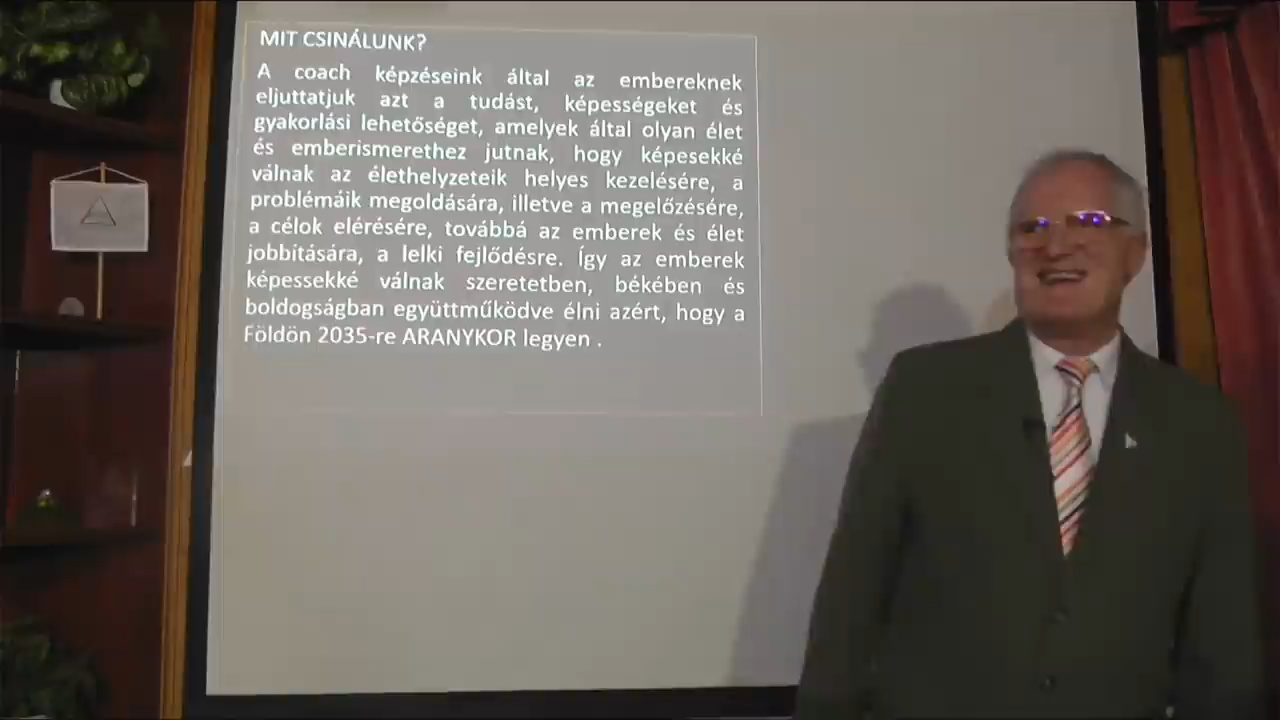 MIT CSINÁLUNK?
A coach képzéseink által az embereknek
eljuttatjuk azt a tudást, képességeket és
gyakorlási lehetőséget, amelyek által olyan élet
és emberismerethez jutnak, hogy képesekké
válnak az élethelyzeteik helyes kezelésére, a
problémáik megoldására, illetve a megelőzésére,
a célok elérésére, továbbá az emberek és élet
jobbítására, a lelki fejlődésre. Így az emberek
képessekké válnak szeretetben, békében és
boldogságban együttműködve élni azért, hogy a
Földön 2035-re ARANYKOR legyen .